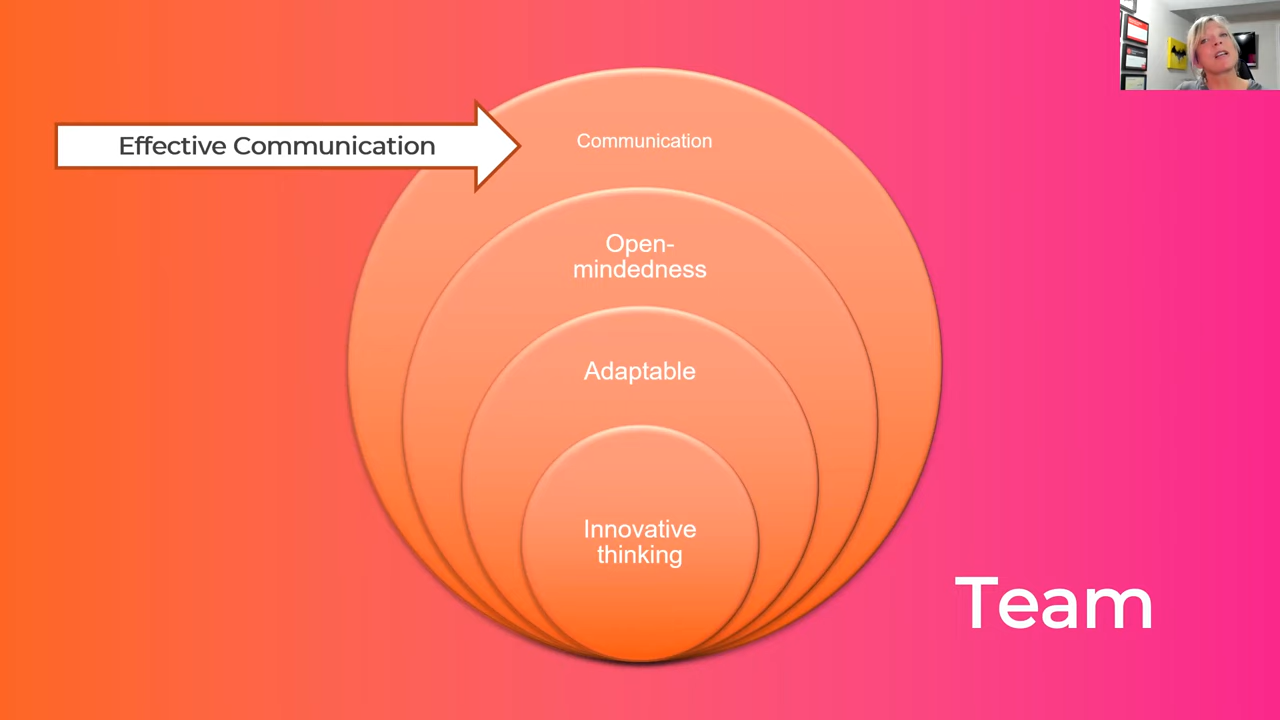 Effective Communication
Communication
Open-
mindedness
Adaptable
Innovative
thinking
Team